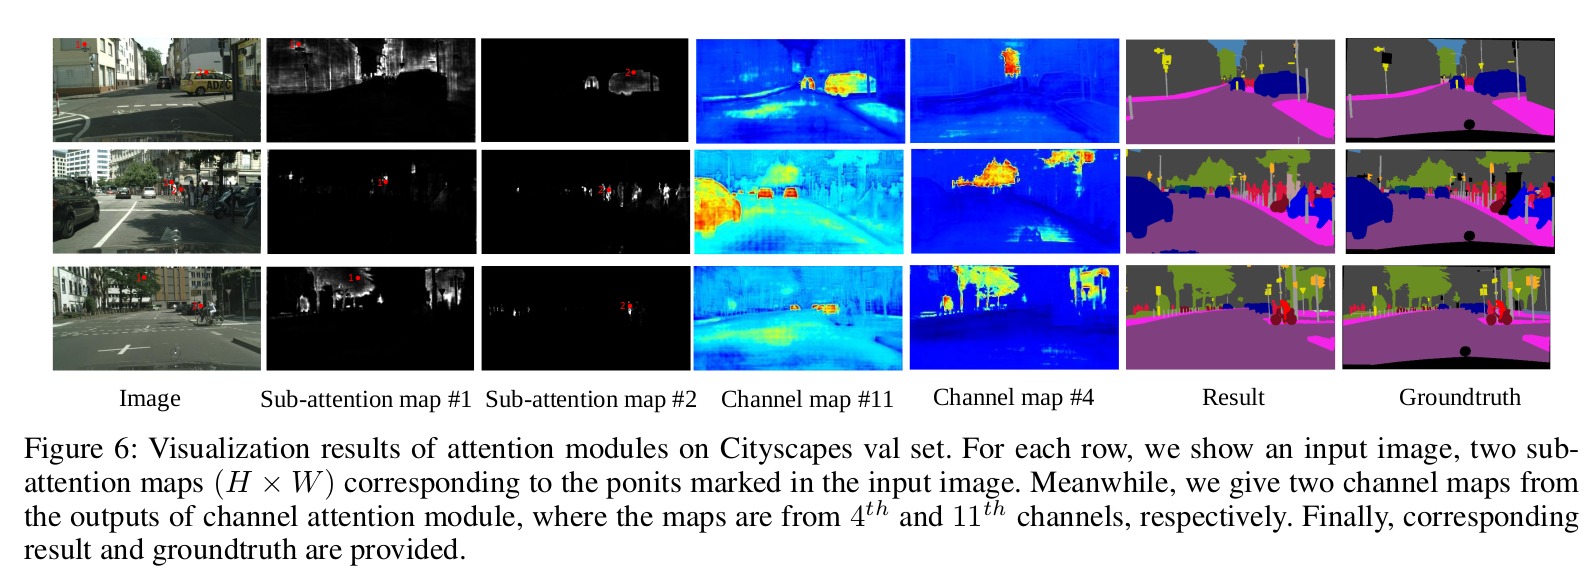 ADAC
Image
Sub-attention map #1
Sub-attention map #2
Channel map #11
Channel map #4
Result
Groundtruth
Figure 6: Visualization results of attention modules on Cityscapes val set. For each row, we show an input image, two sub-
attention maps (H × W) corresponding to the ponits marked in the input image. Meanwhile, we give two channel maps from
the outputs of channel attention module, where the maps are from 4th and 11th channels, respectively. Finally, corresponding
result and groundtruth are provided.